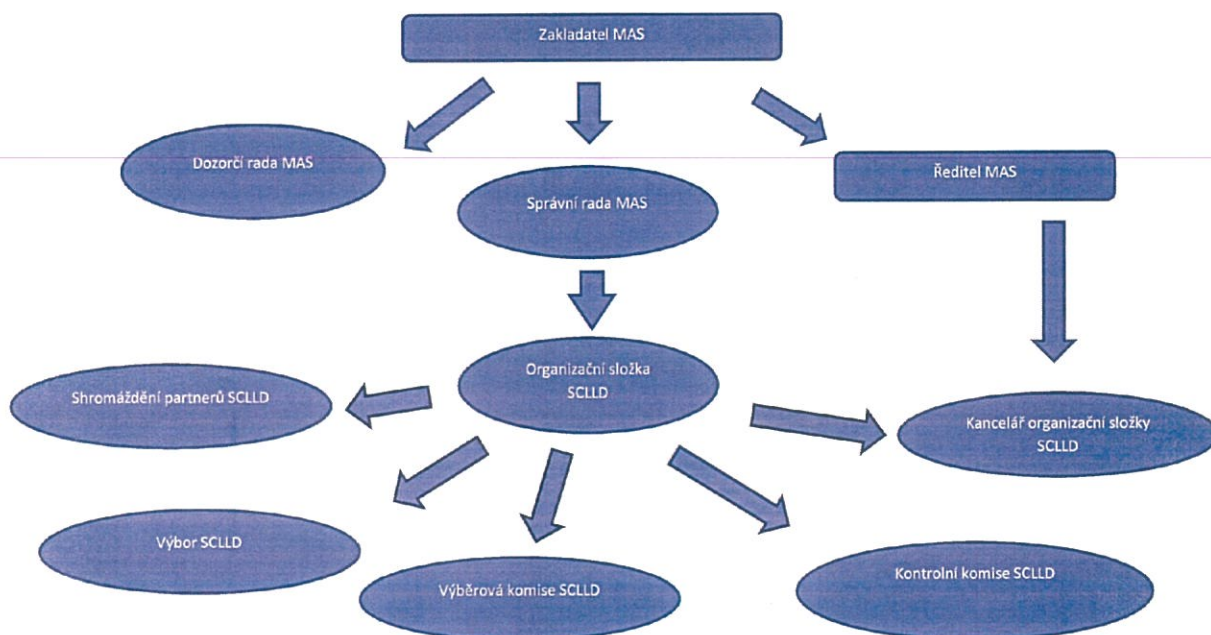 Zakladatel MAS
Dozorčí rada MAS
Ředitel MAS
Správní rada MAS
Organizační složka
SCLLD
Shromáždění partnerů SCLLD
Kancelář organizační složky
SCLLD
Výbor SCLLD
Výběrová komise SCLLD
Kontrolní komise SCLLD